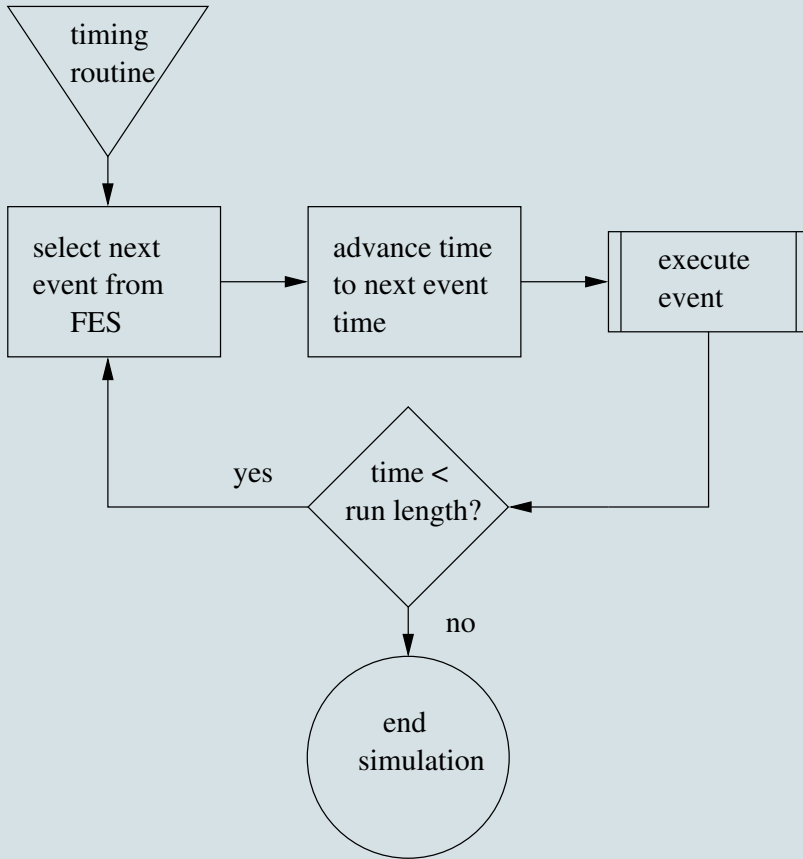 timing
routine
select next
event from
FES
advance time
to next event
time
execute
event
yes
time <
run length?
no
end
simulation